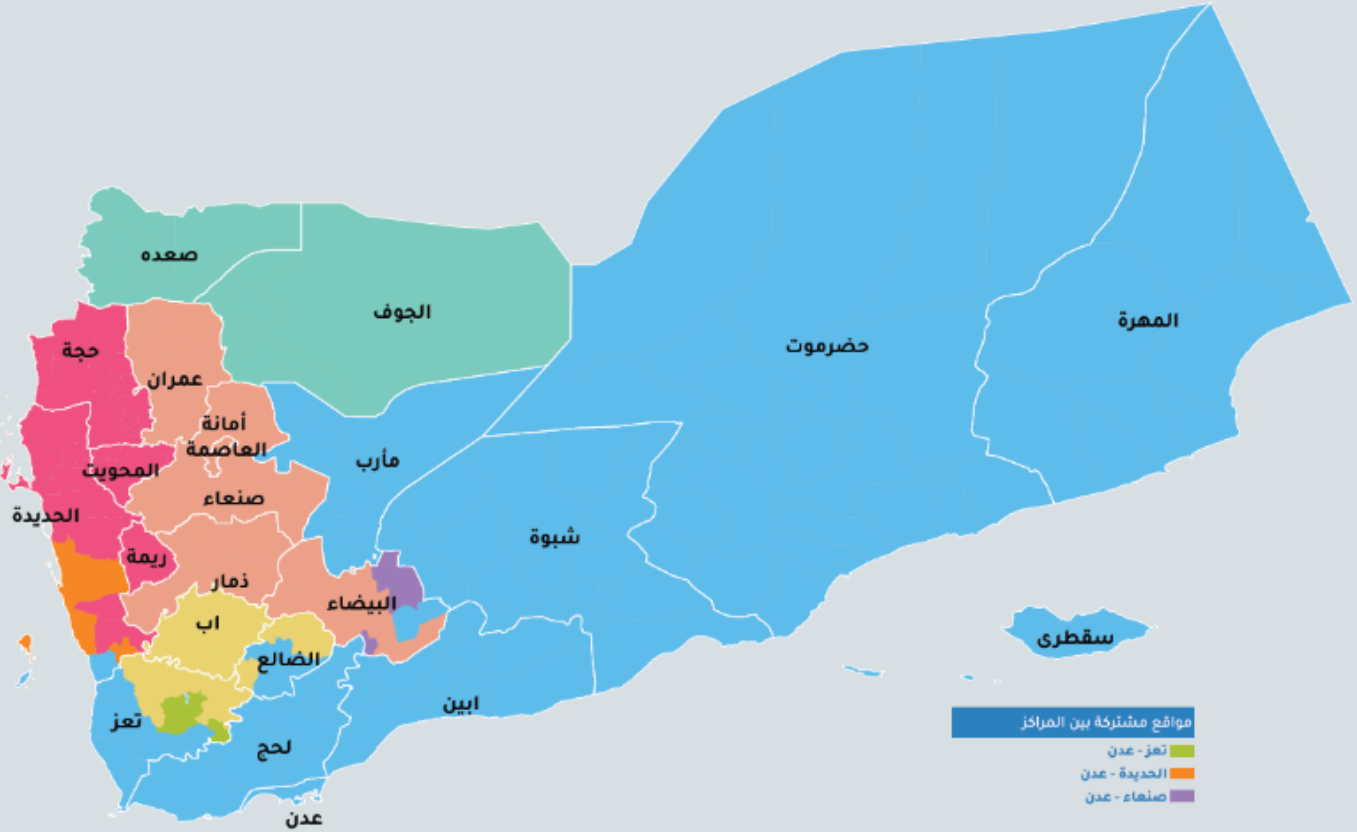 صعده
الجوف
المهرة
حضرموت
حجة
عمران
أمانة
العاصمة
مأرب
المحويت
صنعاء
الحديدة
شبوة
ريمة
ذمار
البيضاء
اب
سقطرى
الضالع
ابين
تعز
لحج
عدن
مواقع مشتركة بين المراكز
تعز - عدن
الحديدة - عدن
صنعاء - عدن